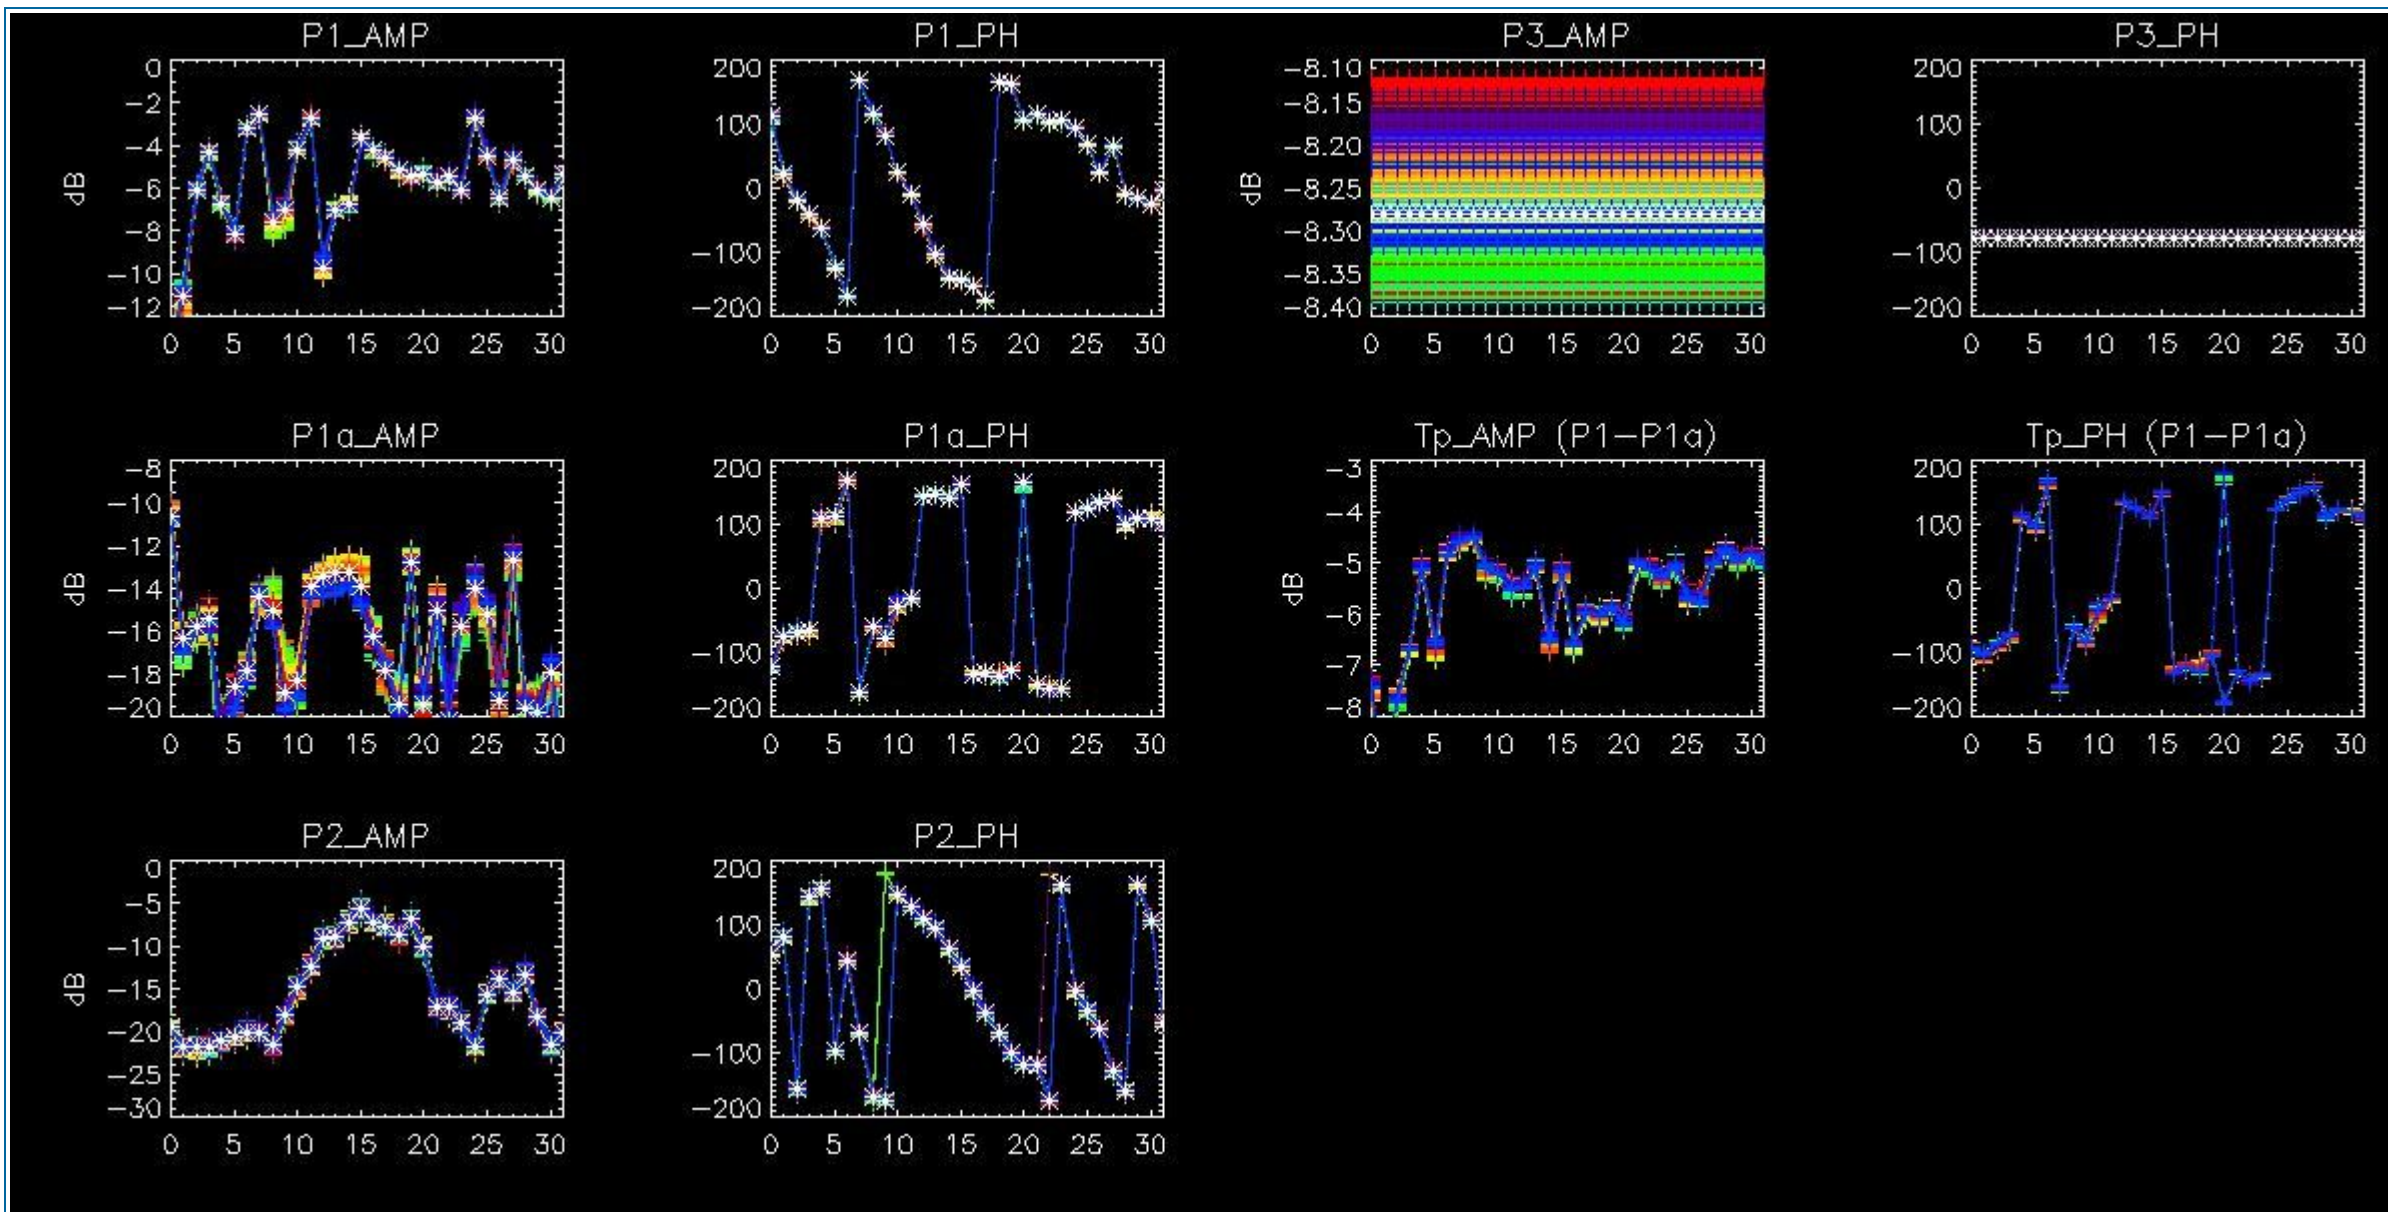 P1_AMP
P1_PH
P3_AMP
P3_PH
0
−2
−4
−6
−8
−10
−12
dB
0 5 10 15 20 25 30
200
100
0
−100
−200
0 5 10 15 20 25 30
−8.10
−8.15
−8.20
−8.25
−8.30
−8.35
−8.40
dB
0 5 10 15 20 25 30
200
100
0
−100
−200
0 5 10 15 20 25 30
P1a_AMP
P1a_PH
Tp_AMP (P1−P1a)
Tp_PH (P1−P1a)
−8
−10
−12
−14
−16
−18
−20
dB
0 5 10 15 20 25 30
200
100
0
−100
−200
0 5 10 15 20 25 30
−3
−4
−5
−6
−7
−8
dB
0 5 10 15 20 25 30
200
100
0
−100
−200
0 5 10 15 20 25 30
P2_AMP
P2_PH
0
−5
−10
−15
−20
−25
−30
dB
0 5 10 15 20 25 30
200
100
0
−100
−200
0 5 10 15 20 25 30